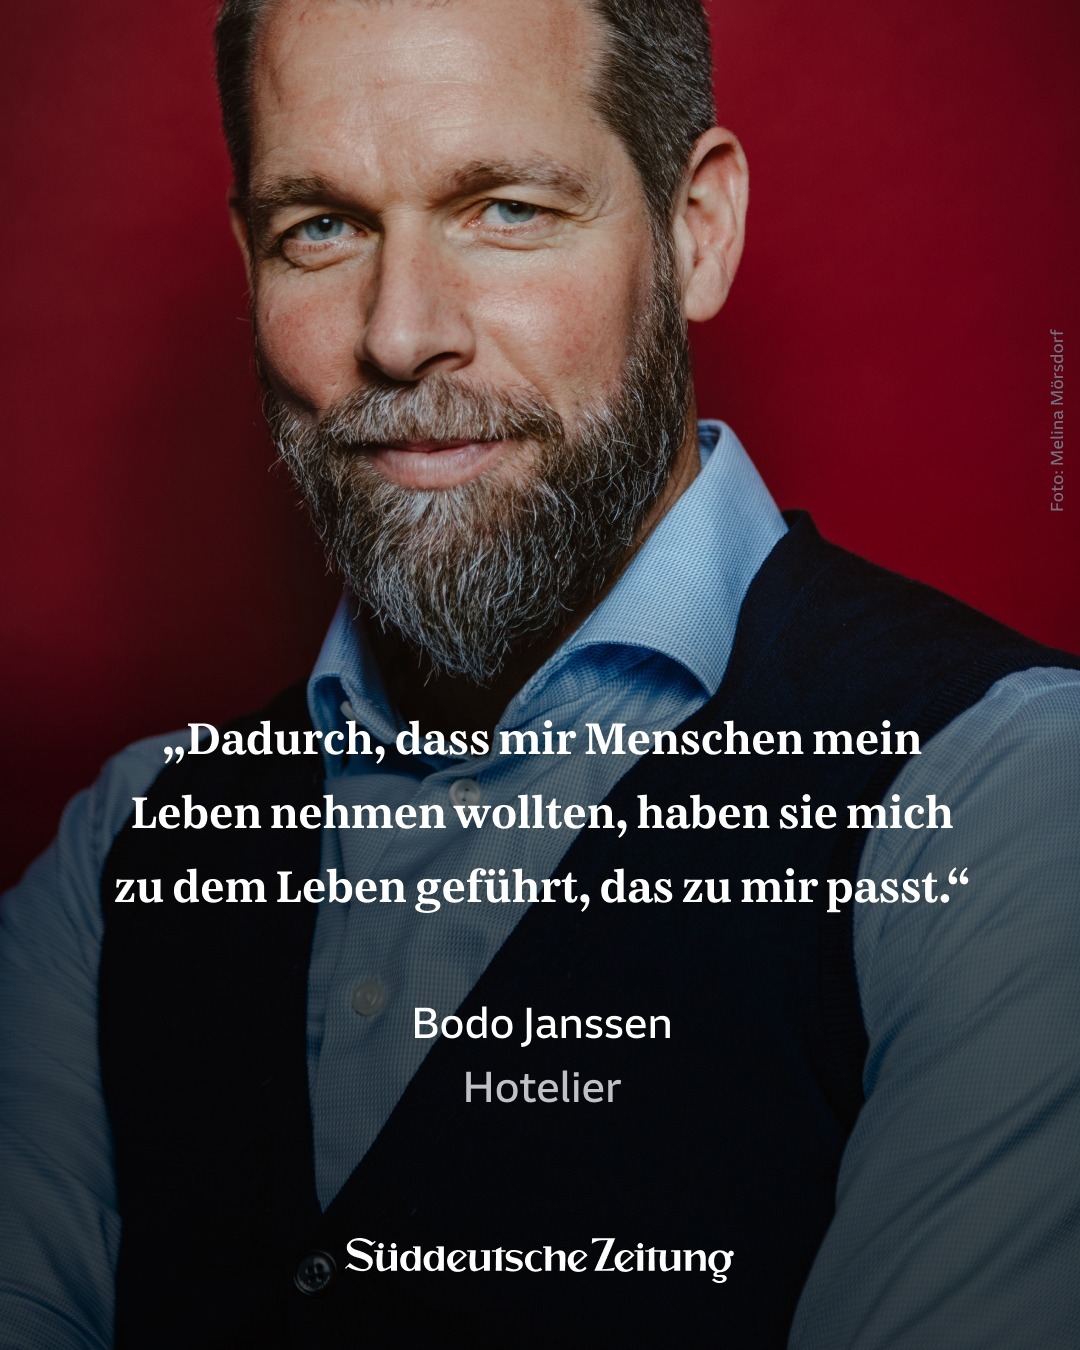 Foto: Melina Mörsdorf
„Dadurch, dass mir Menschen mein
Leben nehmen wollten, haben sie mich
zu dem Leben geführt, das zu mir passt.“
Bodo Janssen
Hotelier
Süddeutsche Zeitung